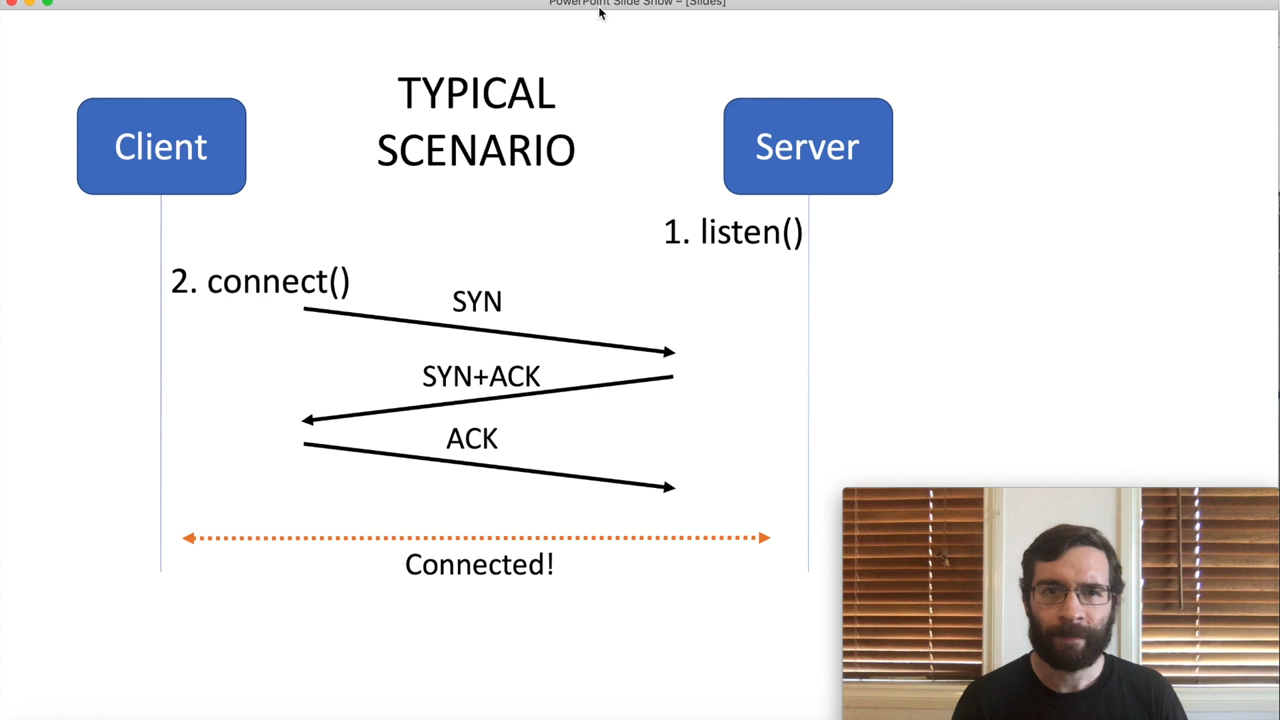 PowerPoint Slide Show – [Slides]
TYPICAL
SCENARIO
Client
Server
1. listen()
2. connect()
SYN
SYN+ACK
ACK
Connected!